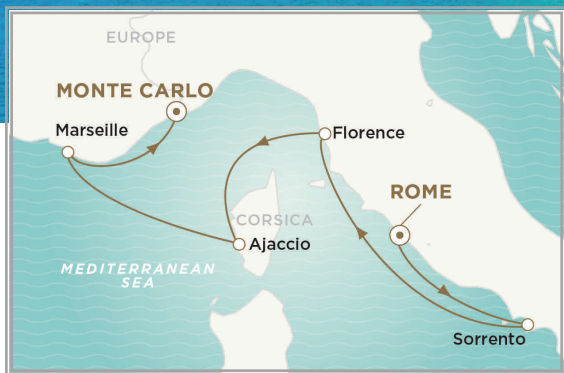 EUROPE
MONTE CARLO
Marseille
Florence
ROME
CORSICA
Ajaccio
MEDITERRANEAN
SEA
Sorrento